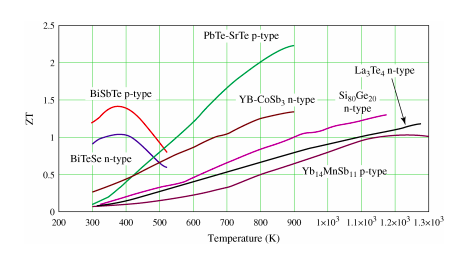 2.5
PbTe-SrTe p-type
2
La₃Te₄ n-type
BiSbTe p-type
Si₈₀Ge₂₀
n-type
1.5
YB-CoSb₃ n-type
ZT
1
BiTeSe n-type
Yb₁₄MnSb₁₁ p-type
0.5
0
200 300 400 500 600 700 800 900 1×10³ 1.1×10³ 1.2×10³ 1.3×10³
Temperature (K)